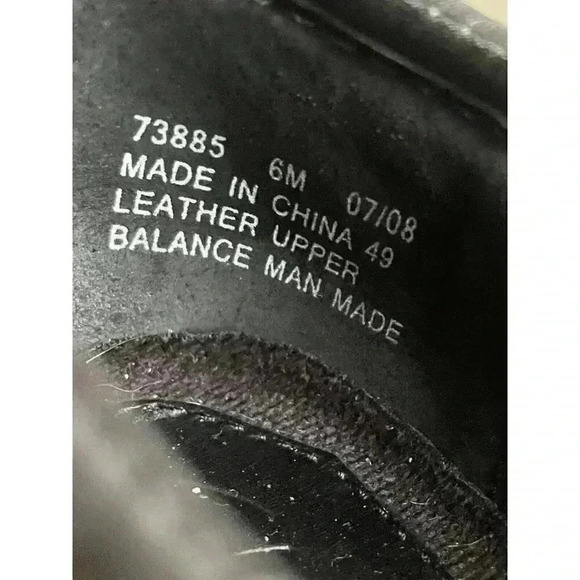 73885 6M 07/08
MADE IN CHINA 49
LEATHER UPPER
BALANCE MAN MADE